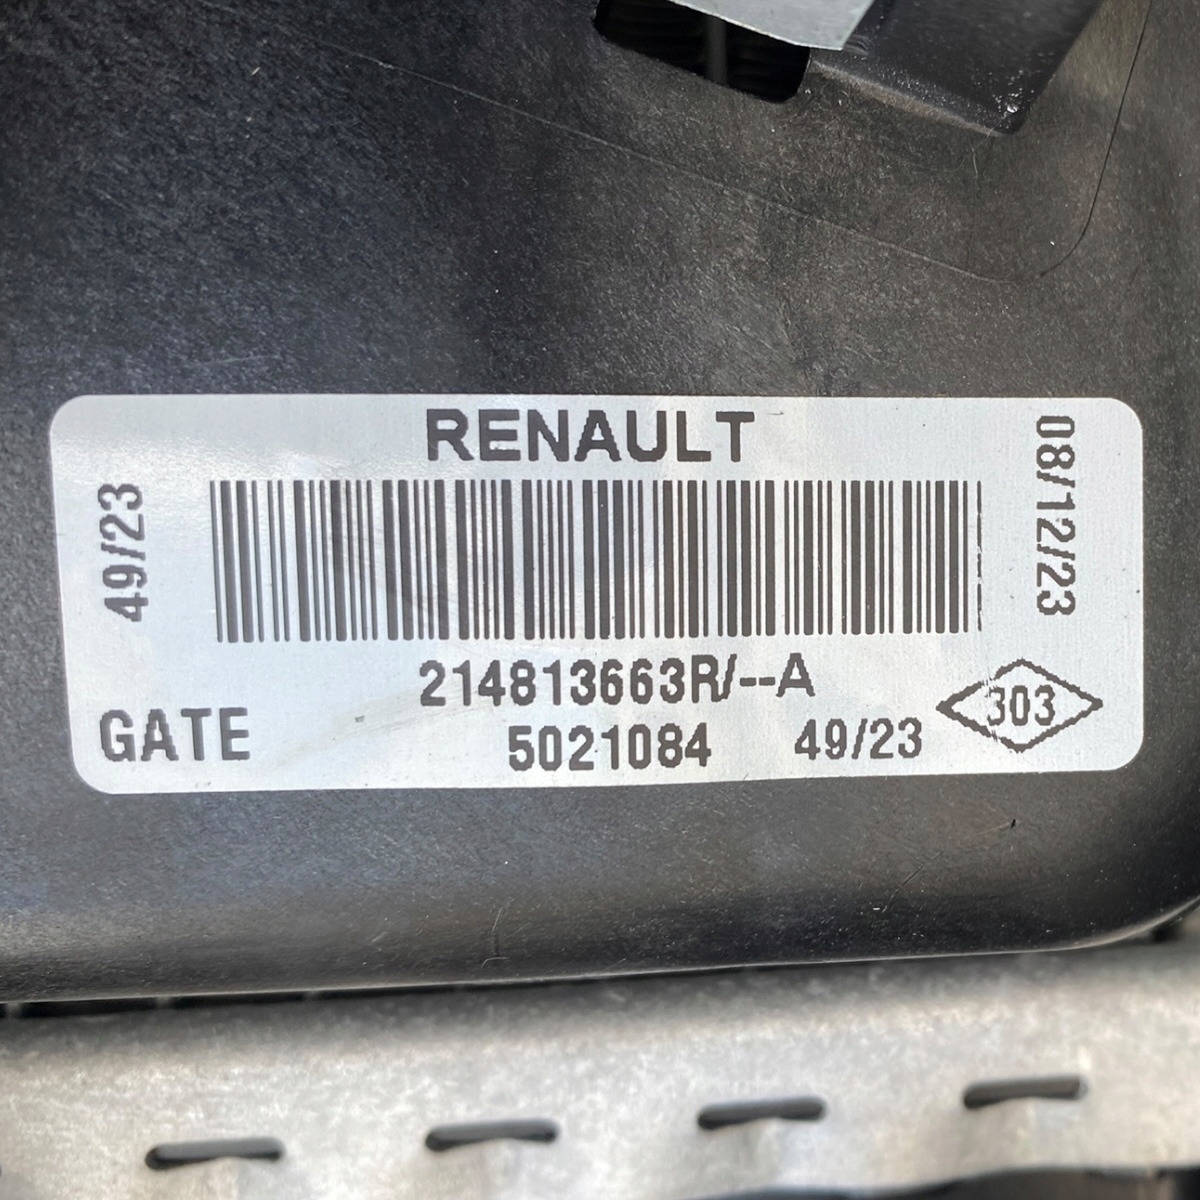 RENAULT
49/23
08/12/23
214813663R/--A
GATE
5021084
49/23
303